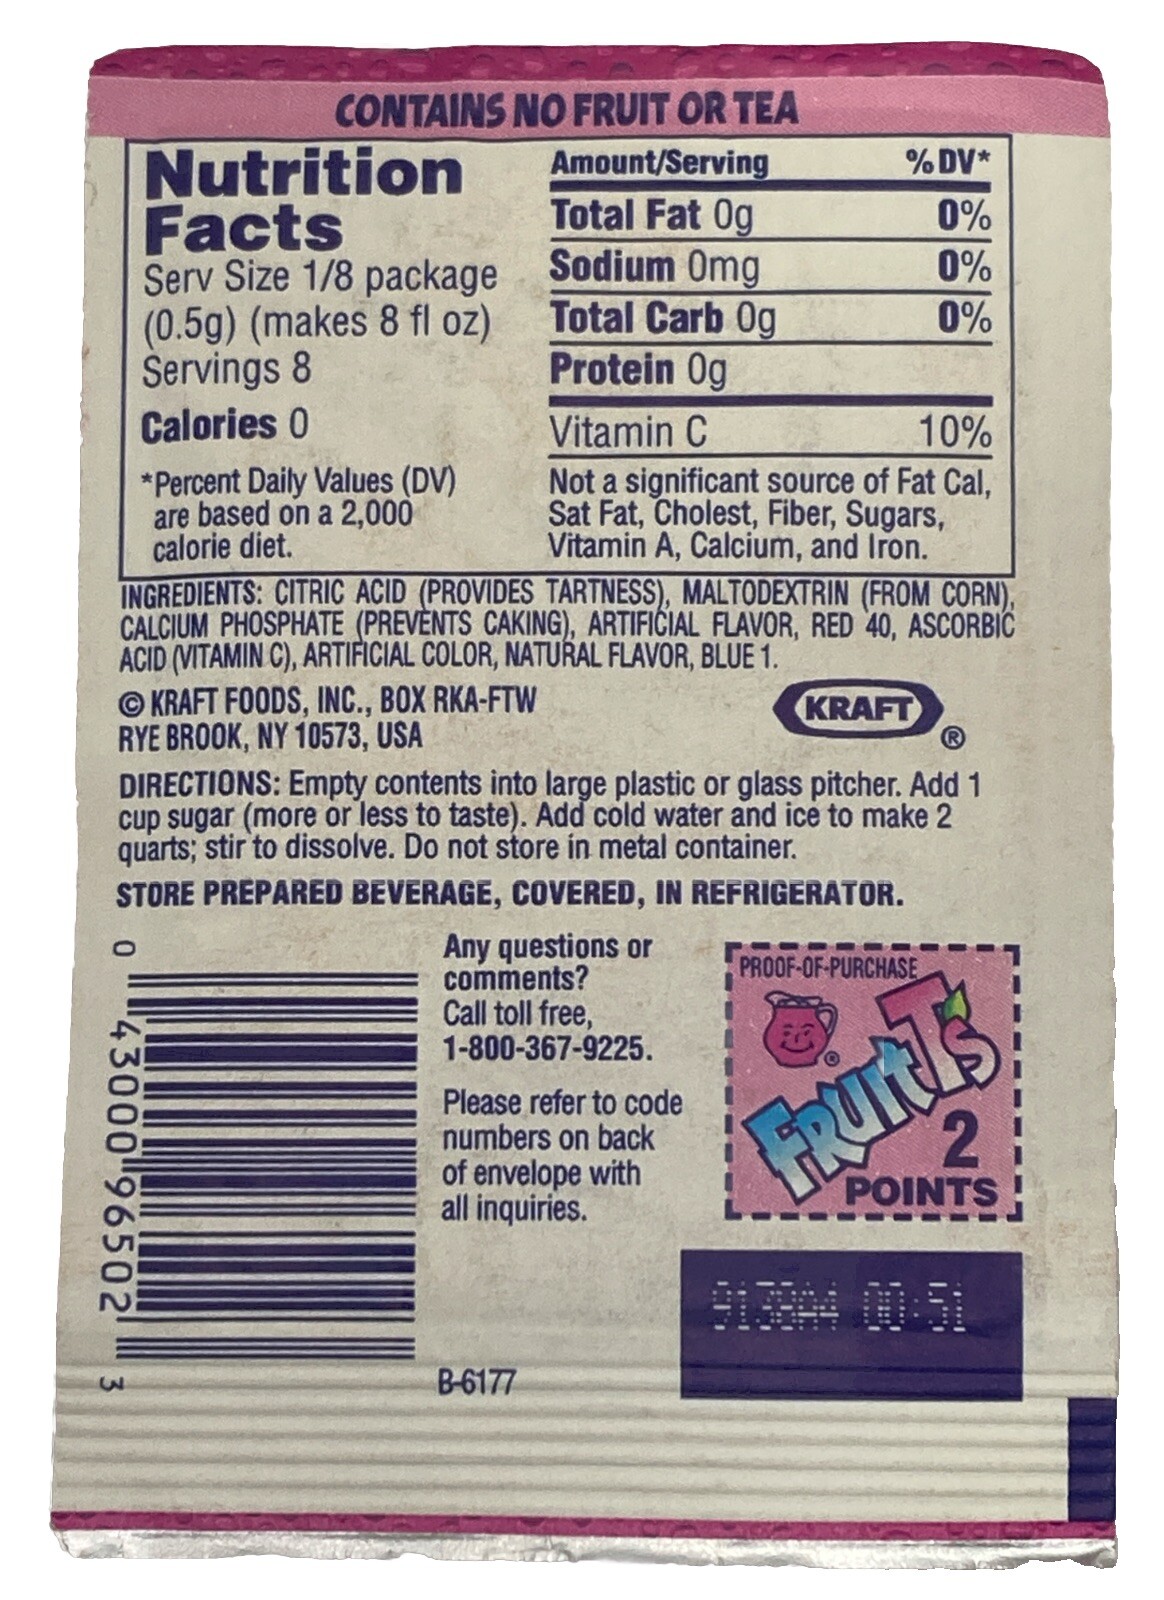 CONTAINS NO FRUIT OR TEA
Nutrition
Facts
Serv Size 1/8 package
(0.5g) (makes 8 fl oz)
Servings 8
Calories 0
*Percent Daily Values (DV)
are based on a 2,000
calorie diet.
Amount/Serving %DV*
Total Fat 0g 0%
Sodium 0mg 0%
Total Carb 0g 0%
Protein 0g
Vitamin C 10%
Not a significant source of Fat Cal,
Sat Fat, Cholest, Fiber, Sugars,
Vitamin A, Calcium, and Iron.
INGREDIENTS: CITRIC ACID (PROVIDES TARTNESS), MALTODEXTRIN (FROM CORN),
CALCIUM PHOSPHATE (PREVENTS CAKING), ARTIFICIAL FLAVOR, RED 40, ASCORBIC
ACID (VITAMIN C), ARTIFICIAL COLOR, NATURAL FLAVOR, BLUE 1.
© KRAFT FOODS, INC., BOX RKA-FTW
RYE BROOK, NY 10573, USA
KRAFT ®
DIRECTIONS: Empty contents into large plastic or glass pitcher. Add 1
cup sugar (more or less to taste). Add cold water and ice to make 2
quarts; stir to dissolve. Do not store in metal container.
STORE PREPARED BEVERAGE, COVERED, IN REFRIGERATOR.
0 43000 96502 3
Any questions or
comments?
Call toll free,
1-800-367-9225.
Please refer to code
numbers on back
of envelope with
all inquiries.
B-6177
PROOF-OF-PURCHASE
®
FRUIT T's
2
POINTS
9138A4 00:51